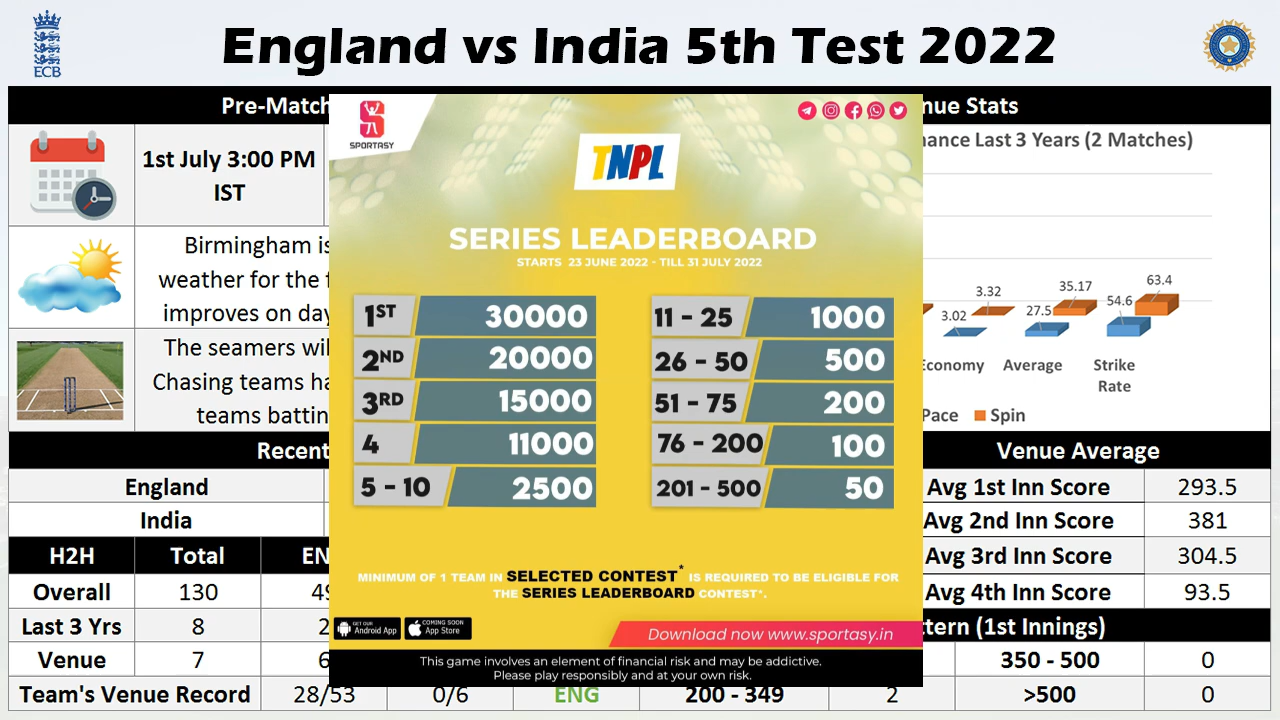 England vs India 5th Test 2022
ECB
Pre-Match
nue Stats
1st July 3:00 PM
IST
Birmingham is
weather for the f
improves on day
The seamers wil
Chasing teams ha
teams battin
Recent
England
India
H2H Total EN
Overall 130 49
Last 3 Yrs 8 2
Venue 7 6
Team's Venue Record 28/53 0/6 ENG 200 - 349 2 >500 0
SPORTASY
TNPL
SERIES LEADERBOARD
STARTS 23 JUNE 2022 - TILL 31 JULY 2022
1ST 30000
2ND 20000
3RD 15000
4 11000
5 - 10 2500
11 - 25 1000
26 - 50 500
51 - 75 200
76 - 200 100
201 - 500 50
MINIMUM OF 1 TEAM IN SELECTED CONTEST* IS REQUIRED TO BE ELIGIBLE FOR
THE SERIES LEADERBOARD CONTEST*.
GET OUR
Android App
COMING SOON
App Store
Download now www.sportasy.in
This game involves an element of financial risk and may be addictive.
Please play responsibly and at your own risk.
nance Last 3 Years (2 Matches)
3.02 3.32
27.5 35.17
54.6 63.4
Economy Average Strike
Rate
Pace Spin
Venue Average
Avg 1st Inn Score 293.5
Avg 2nd Inn Score 381
Avg 3rd Inn Score 304.5
Avg 4th Inn Score 93.5
tern (1st Innings)
350 - 500 0